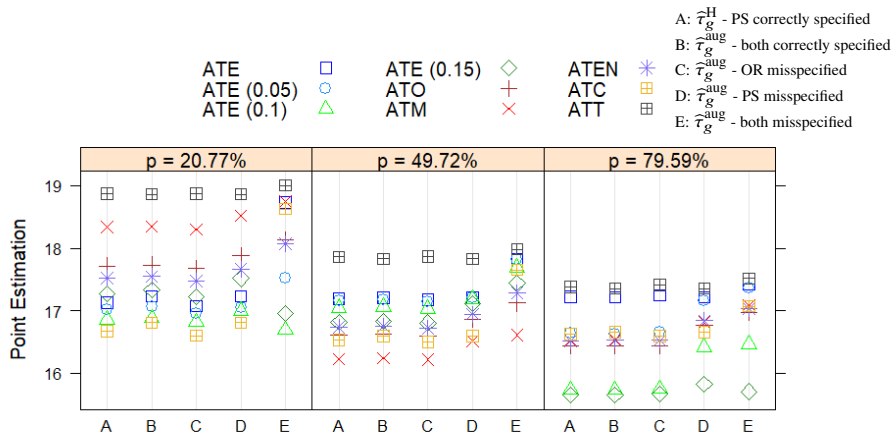 A: τ̂_g^H - PS correctly specified
B: τ̂_g^aug - both correctly specified
C: τ̂_g^aug - OR misspecified
D: τ̂_g^aug - PS misspecified
E: τ̂_g^aug - both misspecified
ATE ATE (0.15) ATEN
ATE (0.05) ATO ATC
ATE (0.1) ATM ATT
p = 20.77% p = 49.72% p = 79.59%
Point Estimation
19
18
17
16
A B C D E A B C D E A B C D E